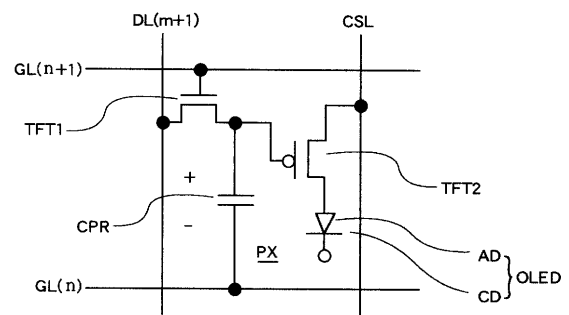 DL(m+1)
CSL
GL(n+1)
TFT1
TFT2
+
CPR
-
PX
AD
OLED
CD
GL(n)